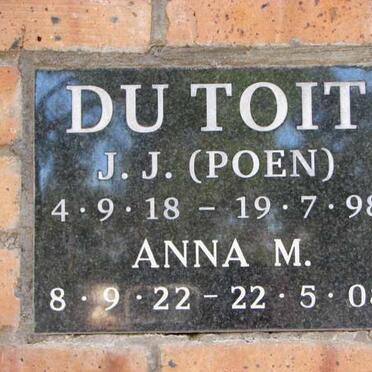 DU TOIT
J. J. (POEN)
4 · 9 · 18 – 19 · 7 · 98
ANNA M.
8 · 9 · 22 – 22 · 5 · 08